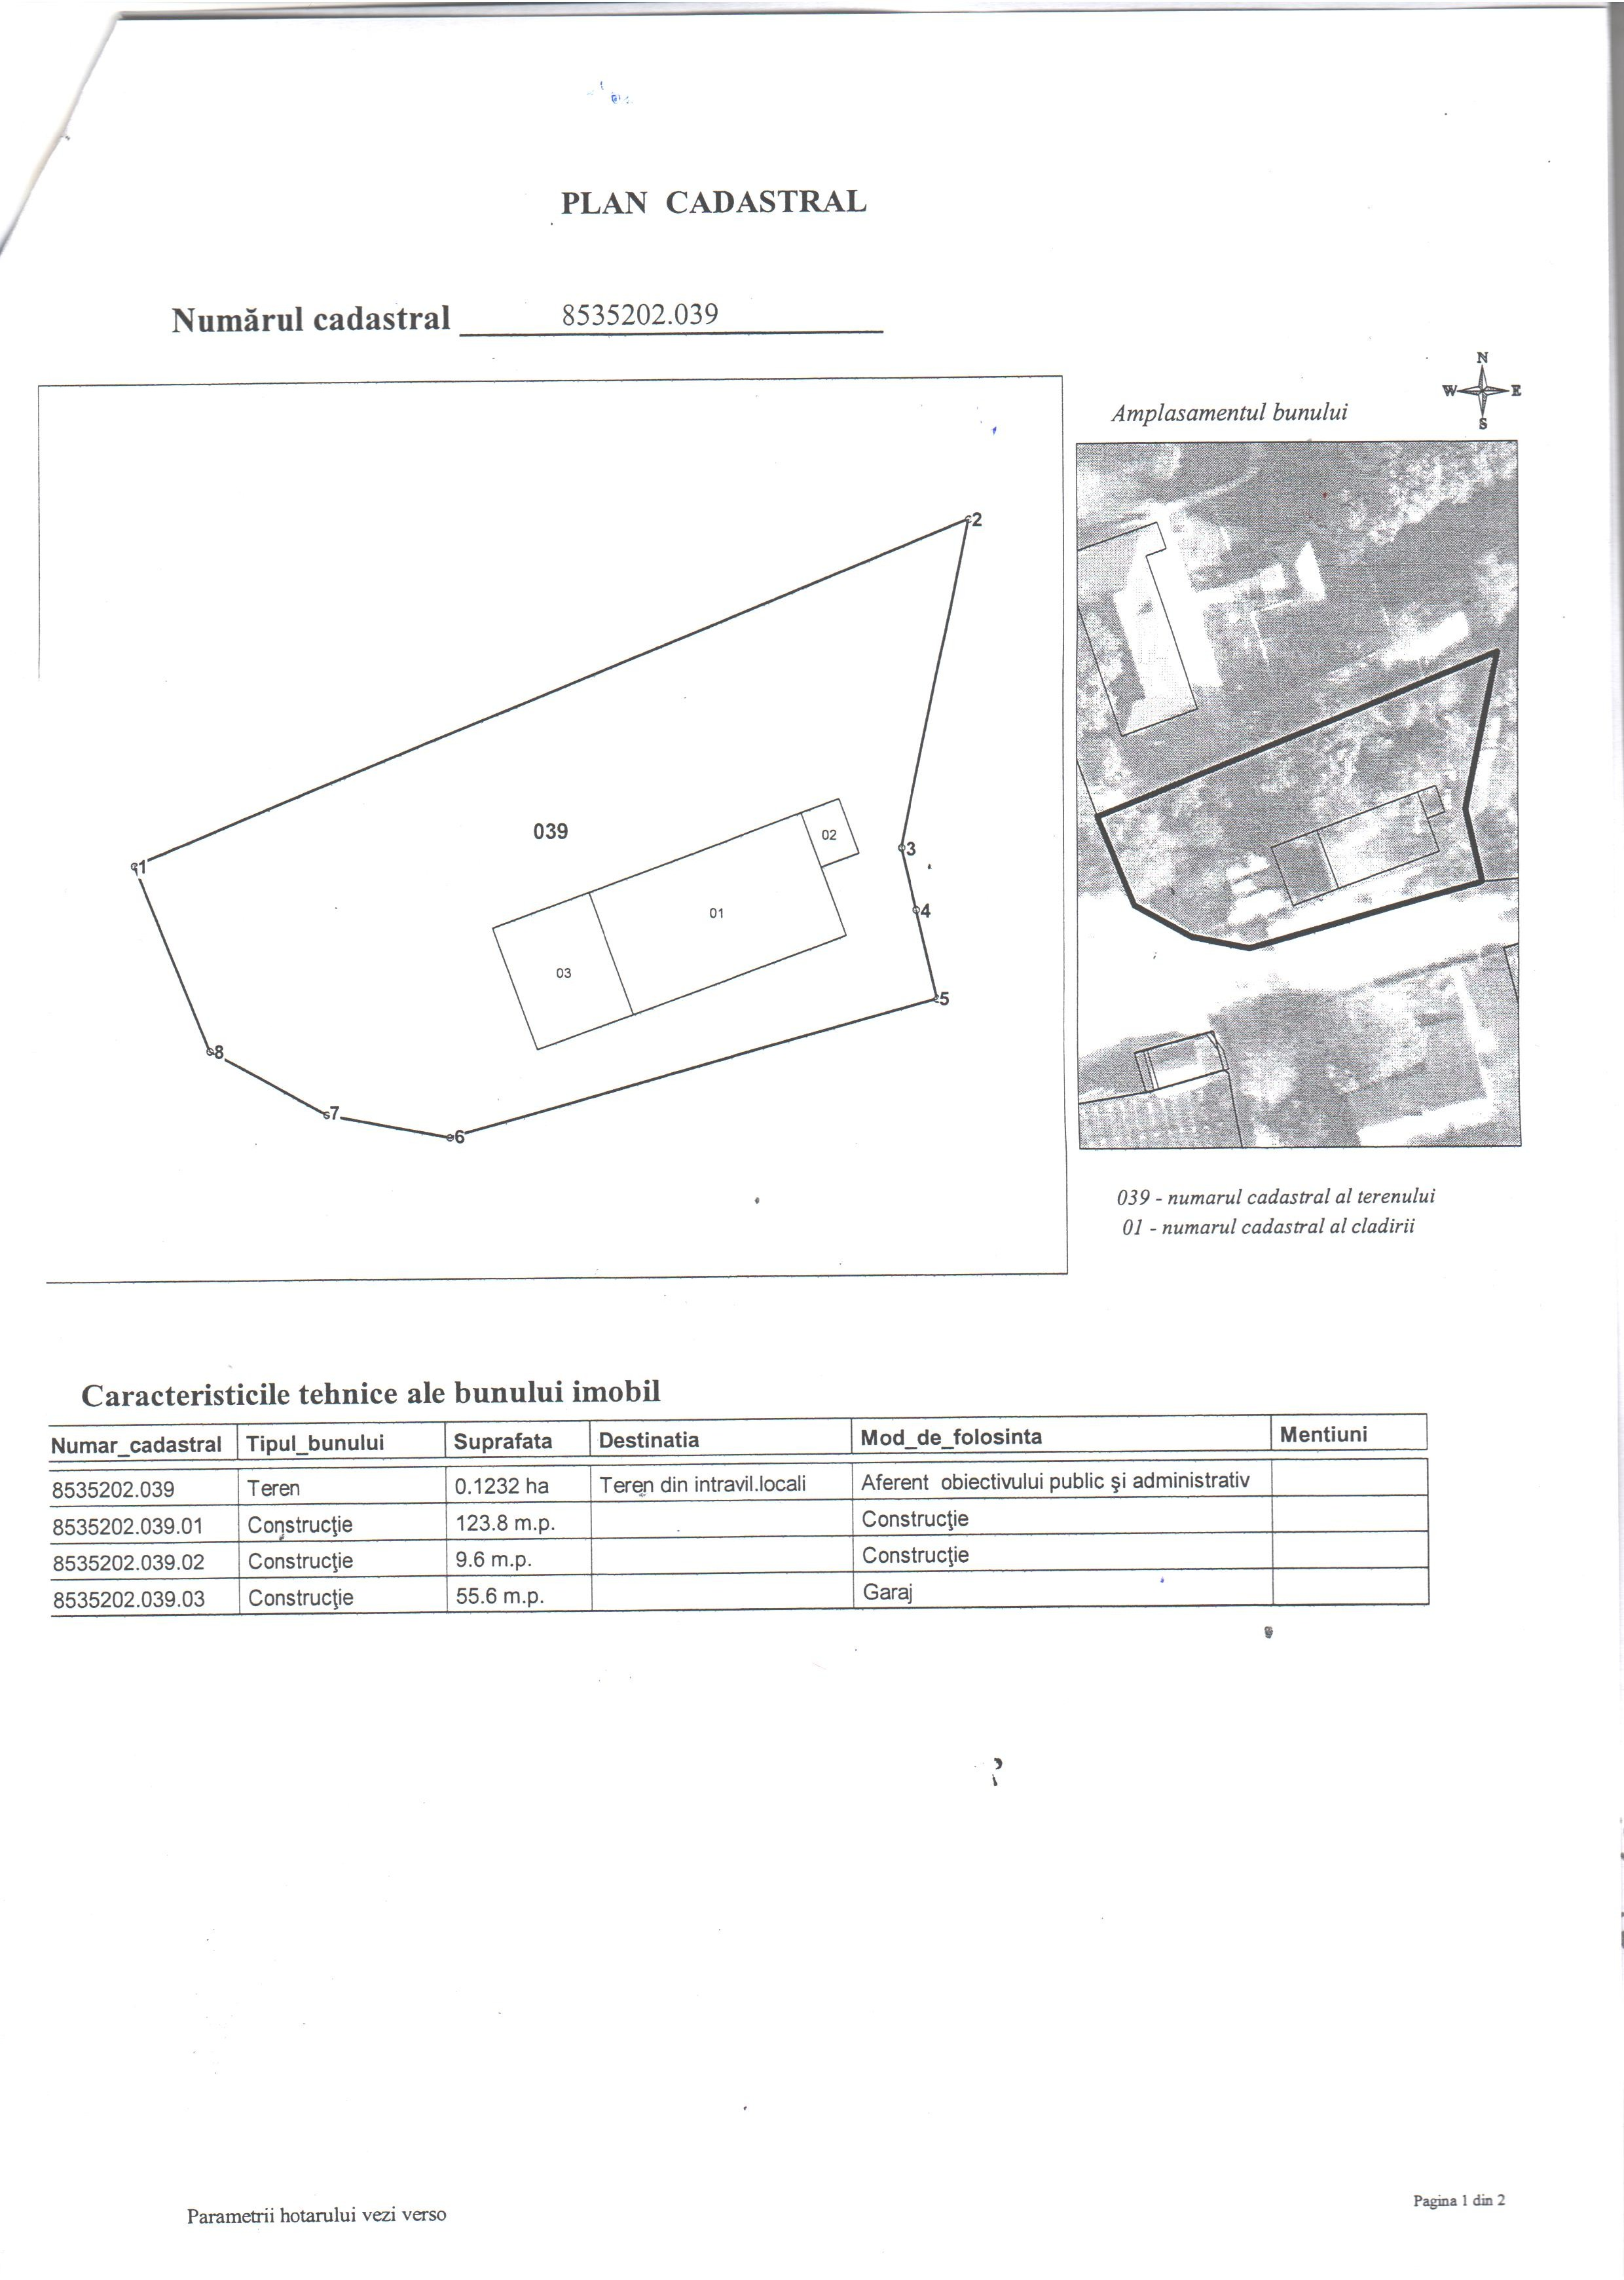 PLAN CADASTRAL
Numărul cadastral 8535202.039
N
W E
S
Amplasamentul bunului
2
039
02
1
3
01
4
03
5
8
7
6
039 - numarul cadastral al terenului
01 - numarul cadastral al cladirii
Caracteristicile tehnice ale bunului imobil
Numar_cadastral Tipul_bunului Suprafata Destinatia Mod_de_folosinta Mentiuni
8535202.039 Teren 0.1232 ha Teren din intravil.locali Aferent obiectivului public şi administrativ
8535202.039.01 Construcţie 123.8 m.p. Construcţie
8535202.039.02 Construcţie 9.6 m.p. Construcţie
8535202.039.03 Construcţie 55.6 m.p. Garaj
Parametrii hotarului vezi verso
Pagina 1 din 2